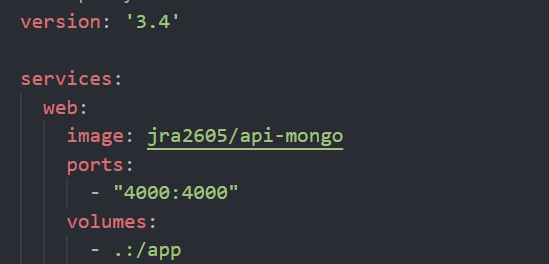 version: '3.4'
services:
  web:
    image: jra2605/api-mongo
    ports:
      - "4000:4000"
    volumes:
      - .:/app